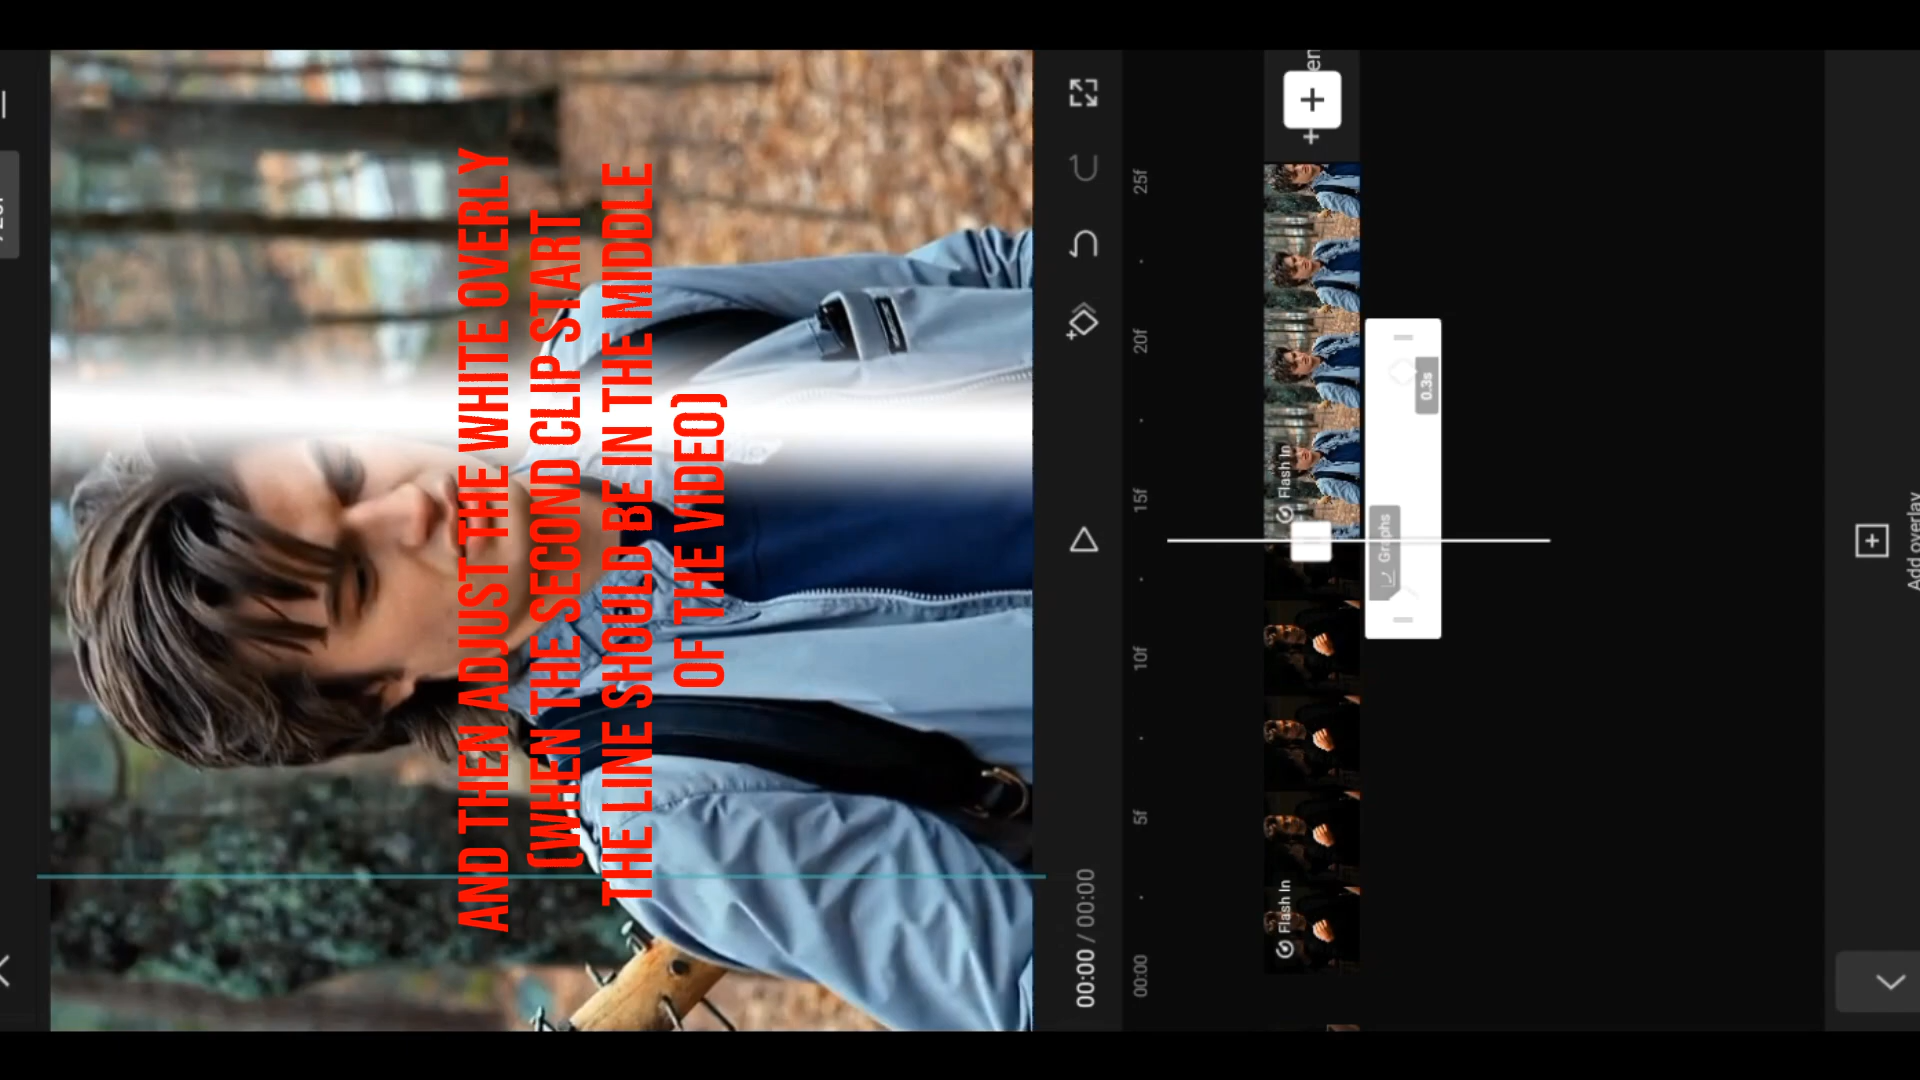 AND THEN ADJUST THE WHITE OVERLY
(WHEN THE SECOND CLIP START
THE LINE SHOULD BE IN THE MIDDLE
OF THE VIDEO)
00:00 / 00:00
00:00
5f
10f
15f
20f
25f
Flash In
Flash In
Graphs
0.3s
Add overlay